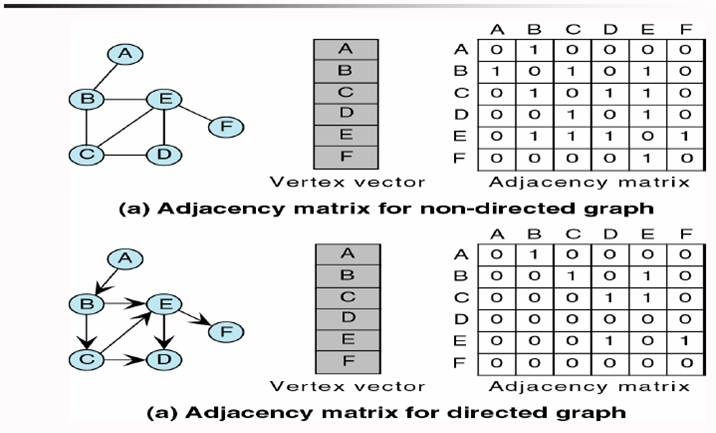 A B C D E F
A
B E
F
C D
A
B
C
D
E
F
A 0 1 0 0 0 0
B 1 0 1 0 1 0
C 0 1 0 1 1 0
D 0 0 1 0 1 0
E 0 1 1 1 0 1
F 0 0 0 0 1 0
Vertex vector
Adjacency matrix
(a) Adjacency matrix for non-directed graph
A B C D E F
A
B E
F
C D
A
B
C
D
E
F
A 0 1 0 0 0 0
B 0 0 1 0 1 0
C 0 0 0 1 1 0
D 0 0 0 0 0 0
E 0 0 0 1 0 1
F 0 0 0 0 0 0
Vertex vector
Adjacency matrix
(a) Adjacency matrix for directed graph